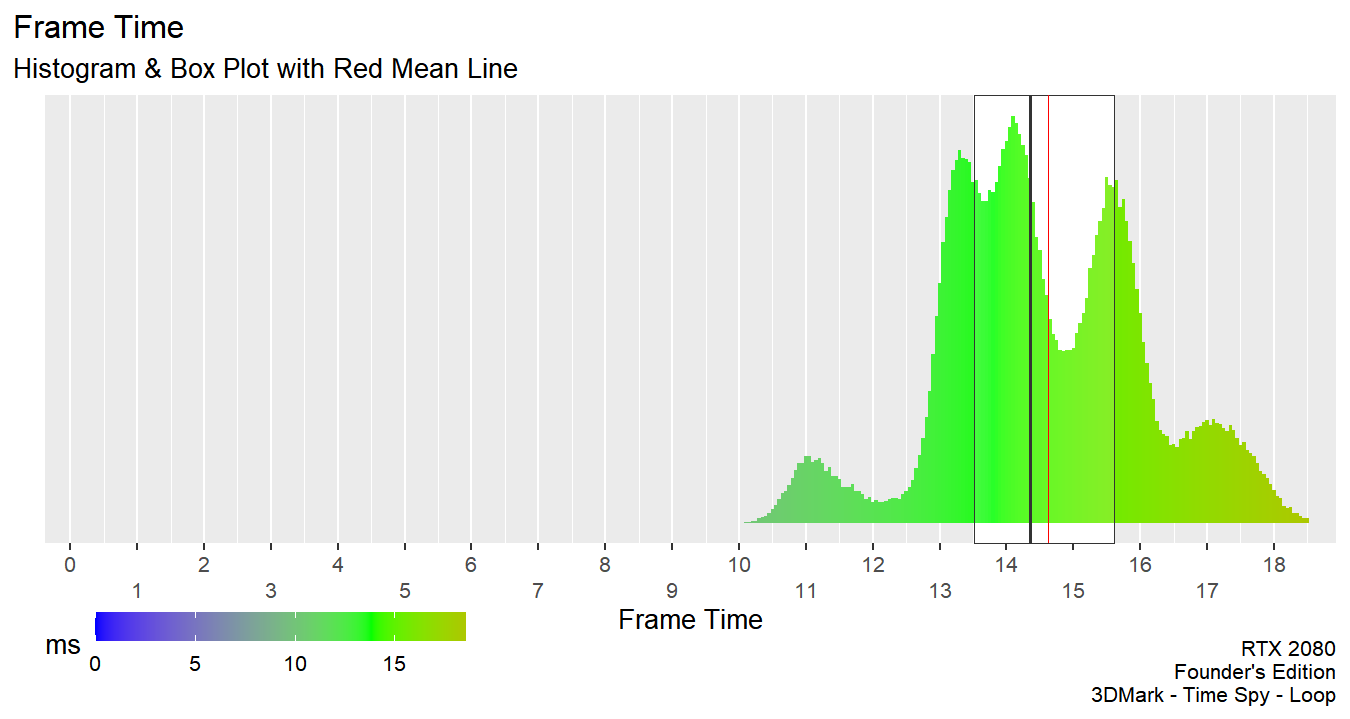 Frame Time
Histogram & Box Plot with Red Mean Line
0 2 4 6 8 10 12 14 16 18
1 3 5 7 9 11 13 15 17
Frame Time
ms
0 5 10 15
RTX 2080
Founder's Edition
3DMark - Time Spy - Loop